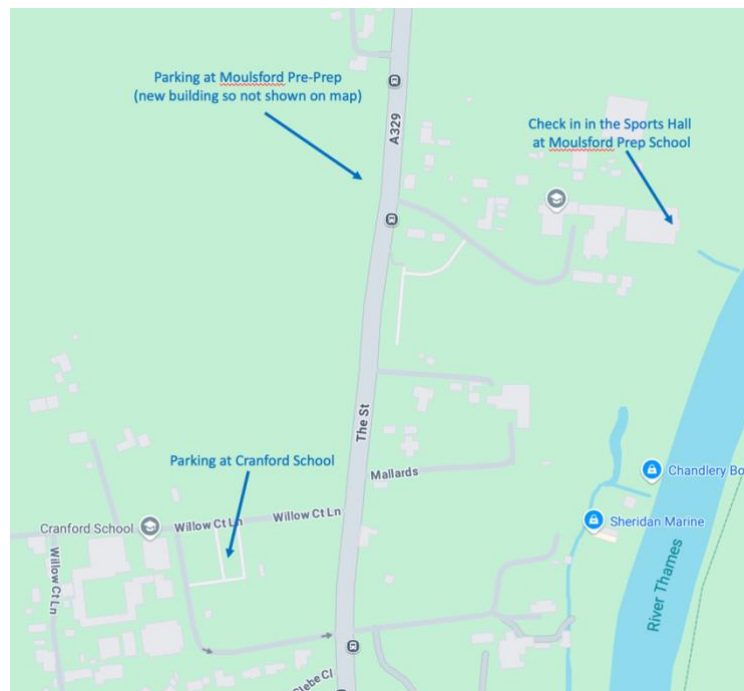 Parking at Moulsford Pre-Prep
(new building so not shown on map)
A329
Check in in the Sports Hall
at Moulsford Prep School
The St
Parking at Cranford School
Mallards
Chandlery Bo
Cranford School
Willow Ct Ln
Willow Ct Ln
Sheridan Marine
Willow Ct Ln
River Thames
Glebe Cl